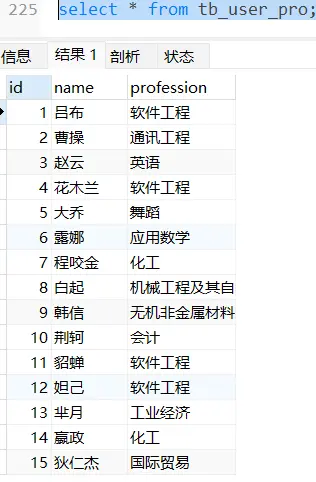 225 select * from tb_user_pro;
信息 结果 1 剖析 状态
id name profession
1 吕布 软件工程
2 曹操 通讯工程
3 赵云 英语
4 花木兰 软件工程
5 大乔 舞蹈
6 露娜 应用数学
7 程咬金 化工
8 白起 机械工程及其自
9 韩信 无机非金属材料
10 荆轲 会计
11 貂蝉 软件工程
12 妲己 软件工程
13 芈月 工业经济
14 嬴政 化工
15 狄仁杰 国际贸易